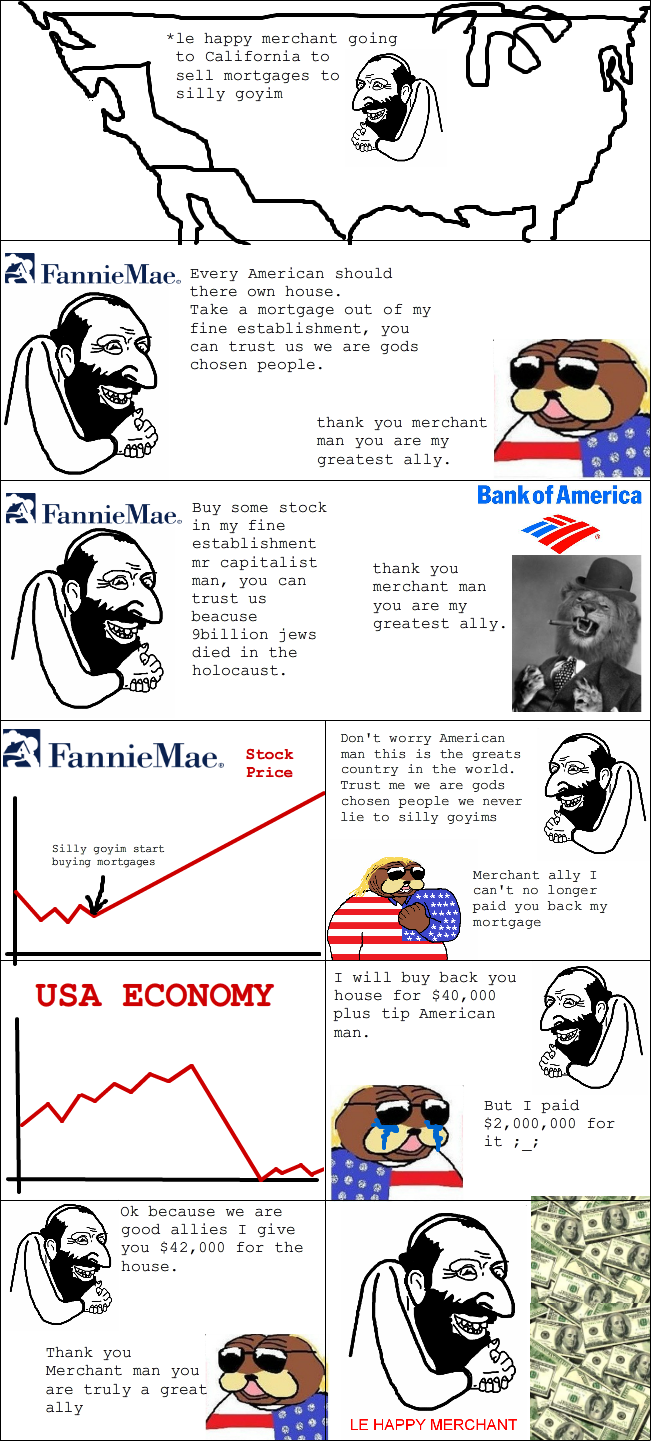 *le happy merchant going
to California to
sell mortgages to
silly goyim
FannieMae®
Every American should
there own house.
Take a mortgage out of my
fine establishment, you
can trust us we are gods
chosen people.
thank you merchant
man you are my
greatest ally.
FannieMae®
Buy some stock
in my fine
establishment
mr capitalist
man, you can
trust us
beacuse
9billion jews
died in the
holocaust.
Bank of America
thank you
merchant man
you are my
greatest ally.
FannieMae®
Stock
Price
Silly goyim start
buying mortgages
Don't worry American
man this is the greats
country in the world.
Trust me we are gods
chosen people we never
lie to silly goyims
Merchant ally I
can't no longer
paid you back my
mortgage
USA ECONOMY
I will buy back you
house for $40,000
plus tip American
man.
But I paid
$2,000,000 for
it ;_;
Ok because we are
good allies I give
you $42,000 for the
house.
Thank you
Merchant man you
are truly a great
ally
LE HAPPY MERCHANT